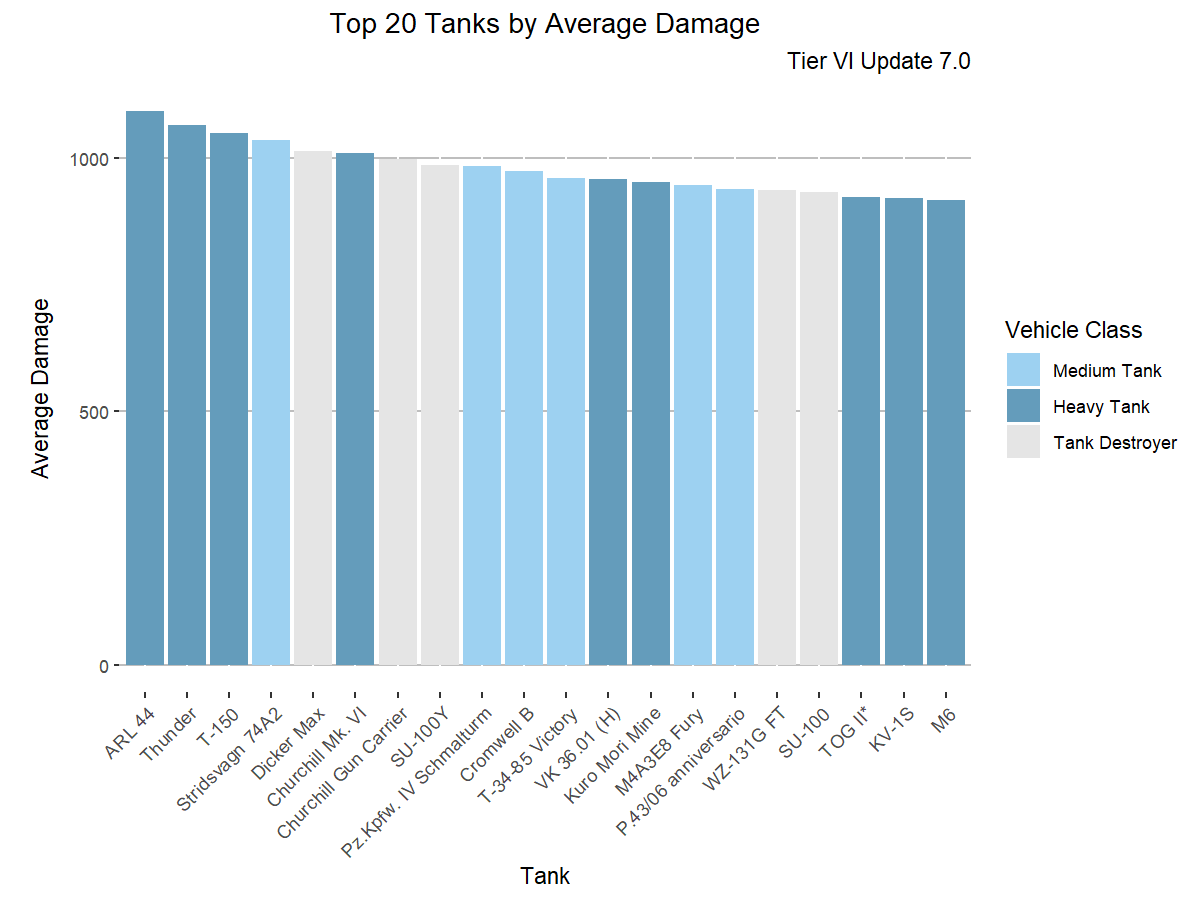 Top 20 Tanks by Average Damage
Tier VI Update 7.0
Average Damage
1000
500
0
ARL 44
Thunder
T-150
Stridsvagn 74A2
Dicker Max
Churchill Mk. VI
Churchill Gun Carrier
SU-100Y
Pz.Kpfw. IV Schmalturm
Cromwell B
T-34-85 Victory
VK 36.01 (H)
Kuro Mori Mine
M4A3E8 Fury
P.43/06 anniversario
WZ-131G FT
SU-100
TOG II*
KV-1S
M6
Tank
Vehicle Class
Medium Tank
Heavy Tank
Tank Destroyer